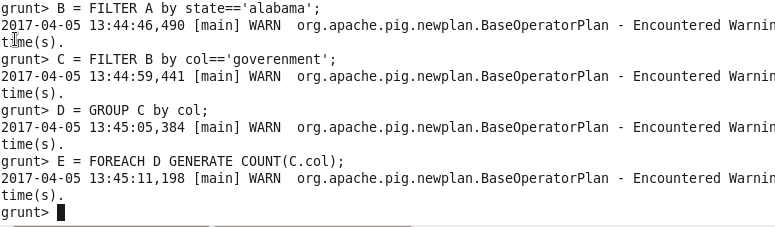 grunt> B = FILTER A by state=='alabama';
2017-04-05 13:44:46,490 [main] WARN  org.apache.pig.newplan.BaseOperatorPlan - Encountered Warnin
time(s).
grunt> C = FILTER B by col=='goverenment';
2017-04-05 13:44:59,441 [main] WARN  org.apache.pig.newplan.BaseOperatorPlan - Encountered Warnin
time(s).
grunt> D = GROUP C by col;
2017-04-05 13:45:05,384 [main] WARN  org.apache.pig.newplan.BaseOperatorPlan - Encountered Warnin
time(s).
grunt> E = FOREACH D GENERATE COUNT(C.col);
2017-04-05 13:45:11,198 [main] WARN  org.apache.pig.newplan.BaseOperatorPlan - Encountered Warnin
time(s).
grunt>